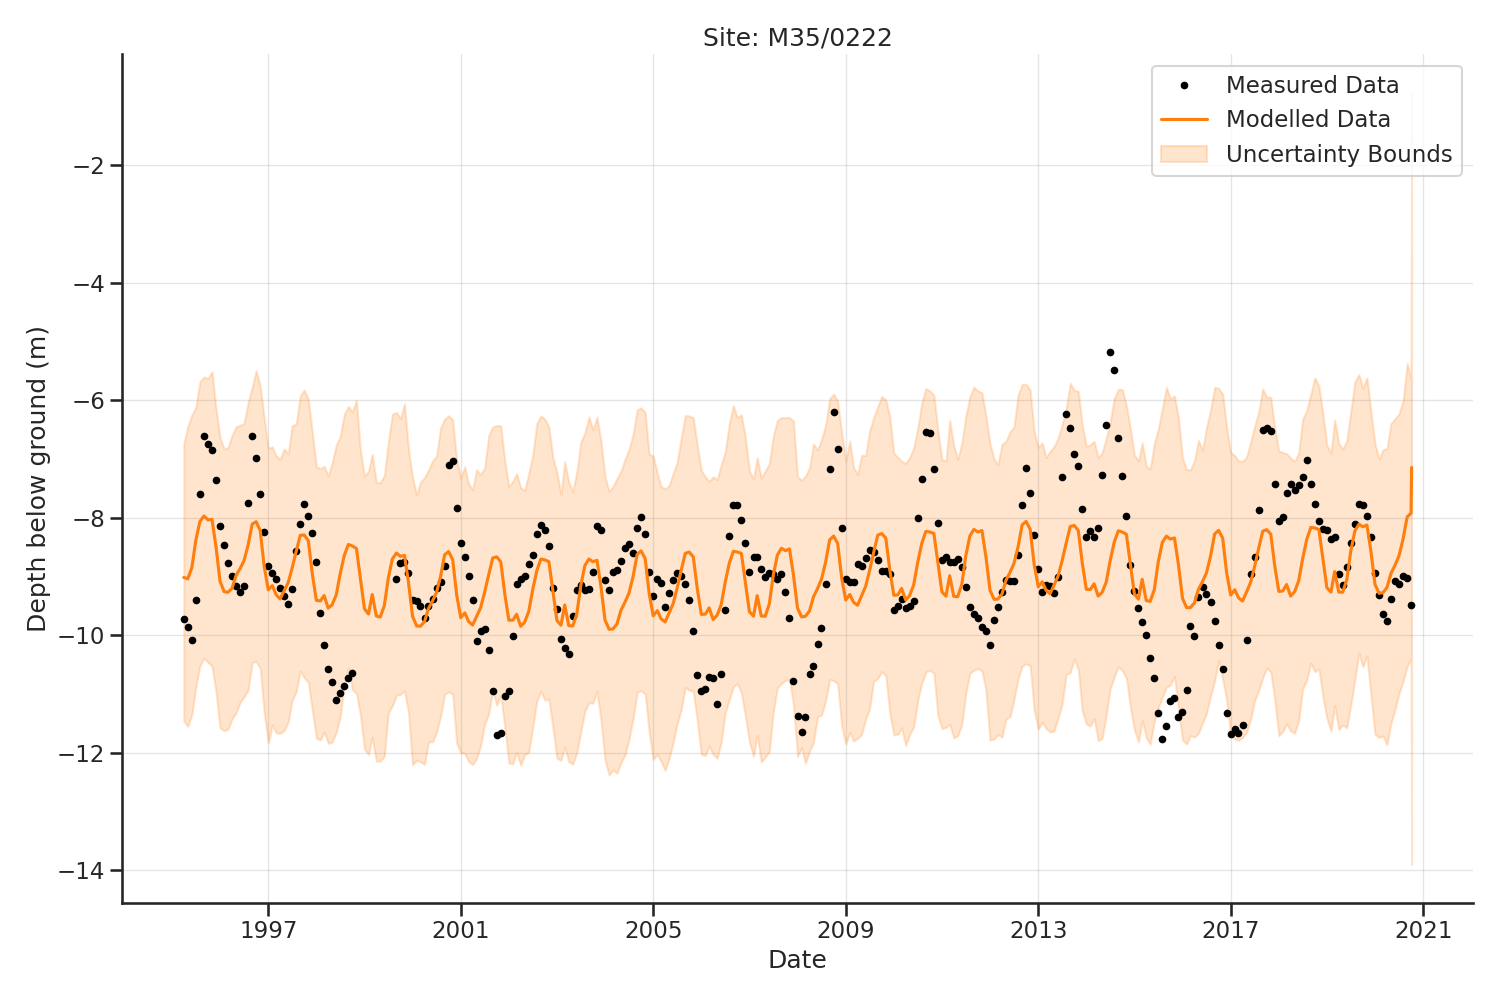 Site: M35/0222
Measured Data
Modelled Data
Uncertainty Bounds
Depth below ground (m)
−2
−4
−6
−8
−10
−12
−14
1997
2001
2005
2009
2013
2017
2021
Date